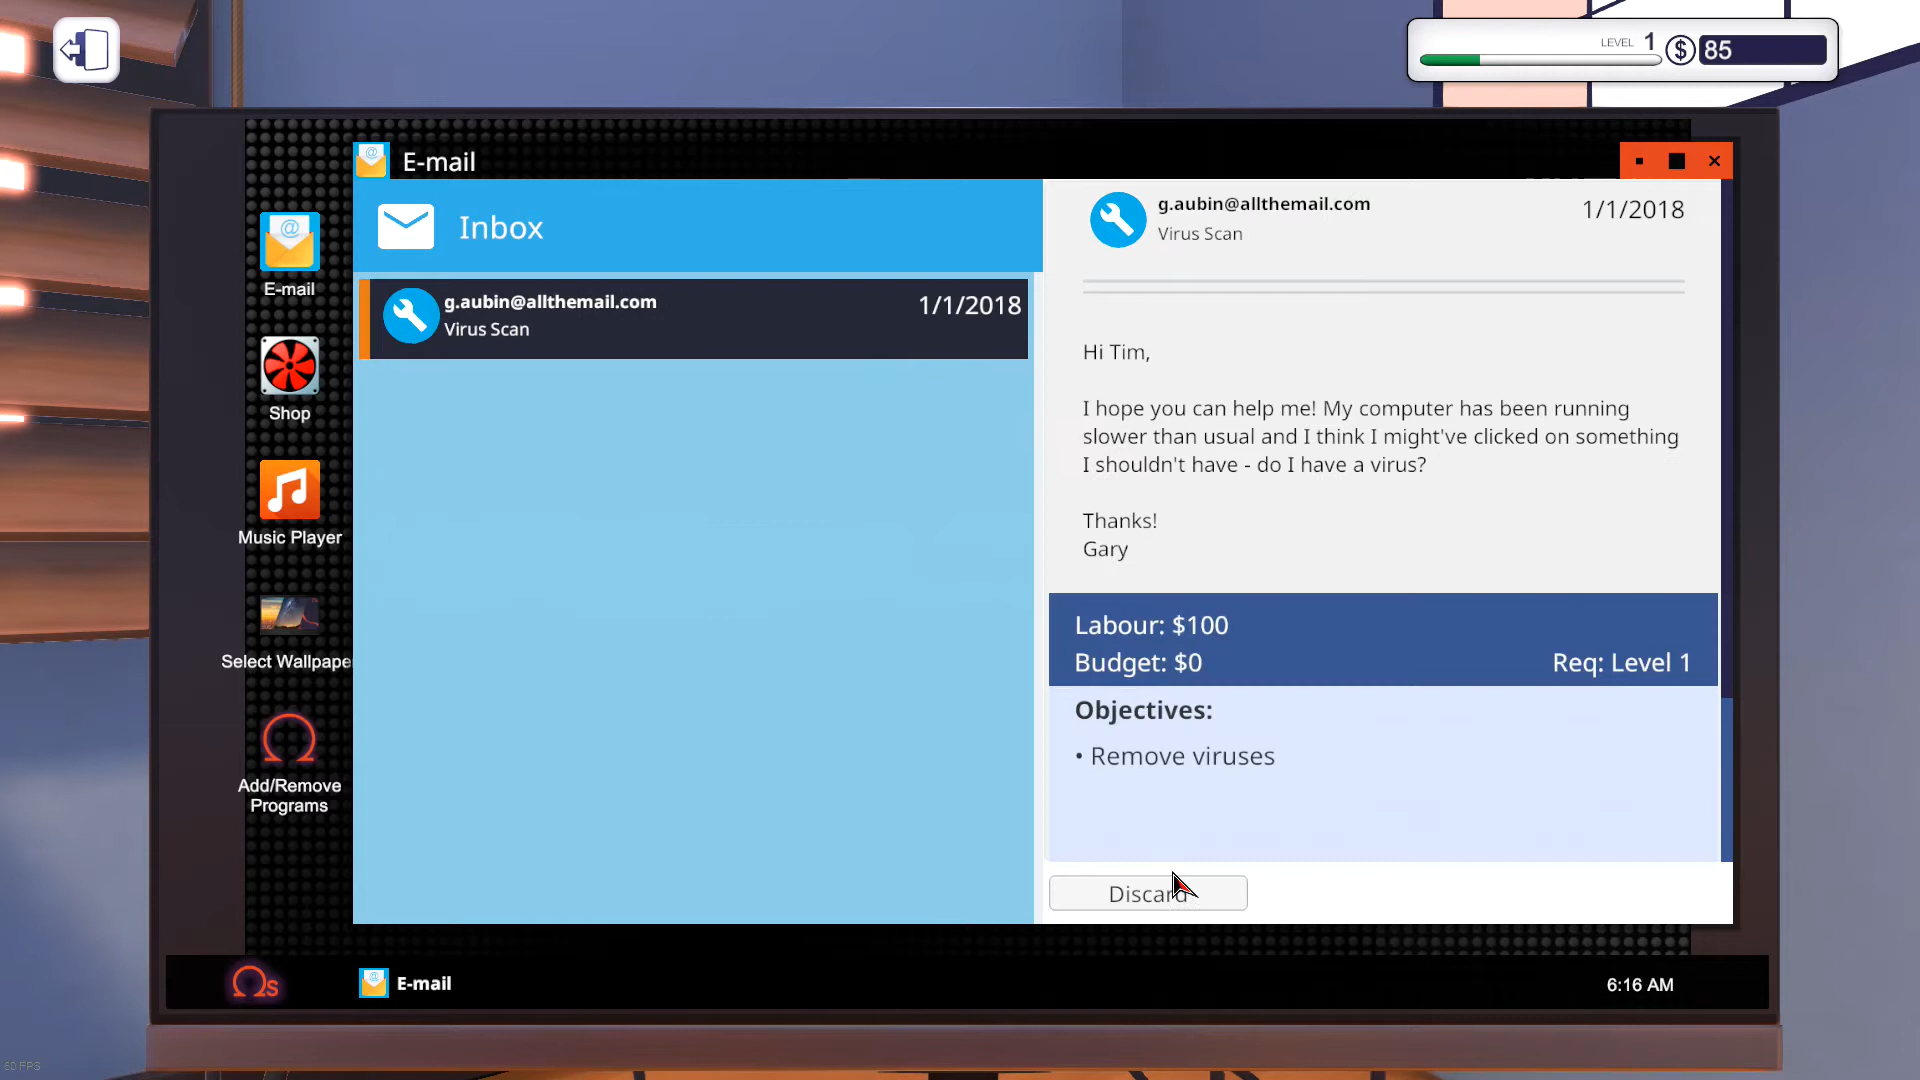 LEVEL 1
$ 85
E-mail
E-mail
Shop
Music Player
Select Wallpape
Add/Remove
Programs
Inbox
g.aubin@allthemail.com
1/1/2018
Virus Scan
g.aubin@allthemail.com
1/1/2018
Virus Scan
Hi Tim,
I hope you can help me! My computer has been running
slower than usual and I think I might've clicked on something
I shouldn't have - do I have a virus?
Thanks!
Gary
Labour: $100
Budget: $0
Req: Level 1
Objectives:
• Remove viruses
Discard
Ωs
E-mail
6:16 AM
60 FPS